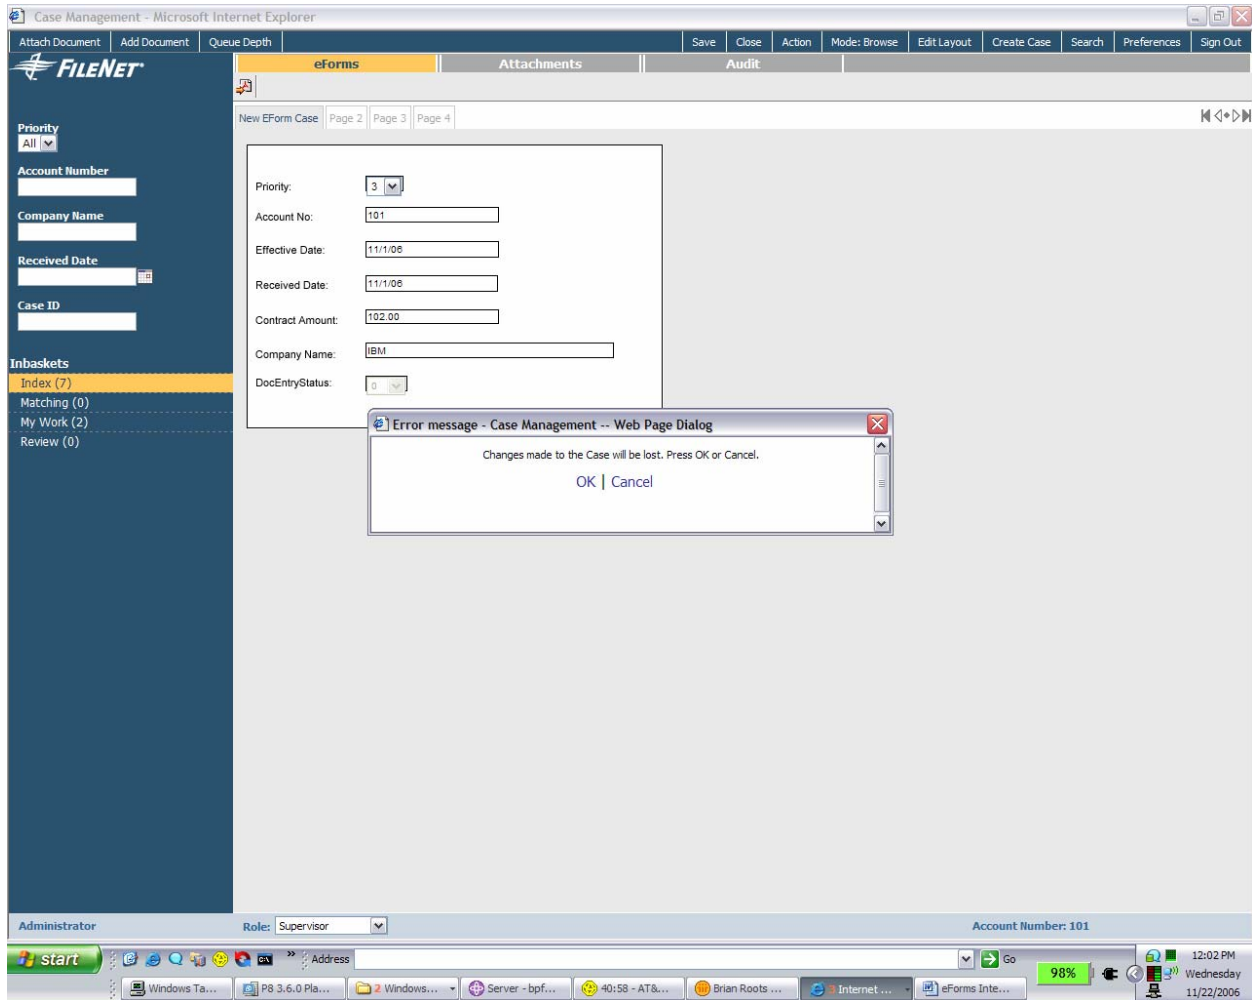 Case Management - Microsoft Internet Explorer
Attach Document Add Document Queue Depth Save Close Action Mode: Browse Edit Layout Create Case Search Preferences Sign Out
FILENET
eForms Attachments Audit
New EForm Case Page 2 Page 3 Page 4
Priority
All
Account Number
Company Name
Received Date
Case ID
Inbaskets
Index (7)
Matching (0)
My Work (2)
Review (0)
Priority: 3
Account No: 101
Effective Date: 11/1/06
Received Date: 11/1/06
Contract Amount: 102.00
Company Name: IBM
DocEntryStatus: 0
Error message - Case Management -- Web Page Dialog
Changes made to the Case will be lost. Press OK or Cancel.
OK | Cancel
Administrator Role: Supervisor Account Number: 101
start » Address Go 98% 12:02 PM
Wednesday
Windows Ta... P8 3.6.0 Pla... 2 Windows... Server - bpf... 40:58 - AT&... Brian Roots ... 3 Internet ... eForms Inte... 11/22/2006